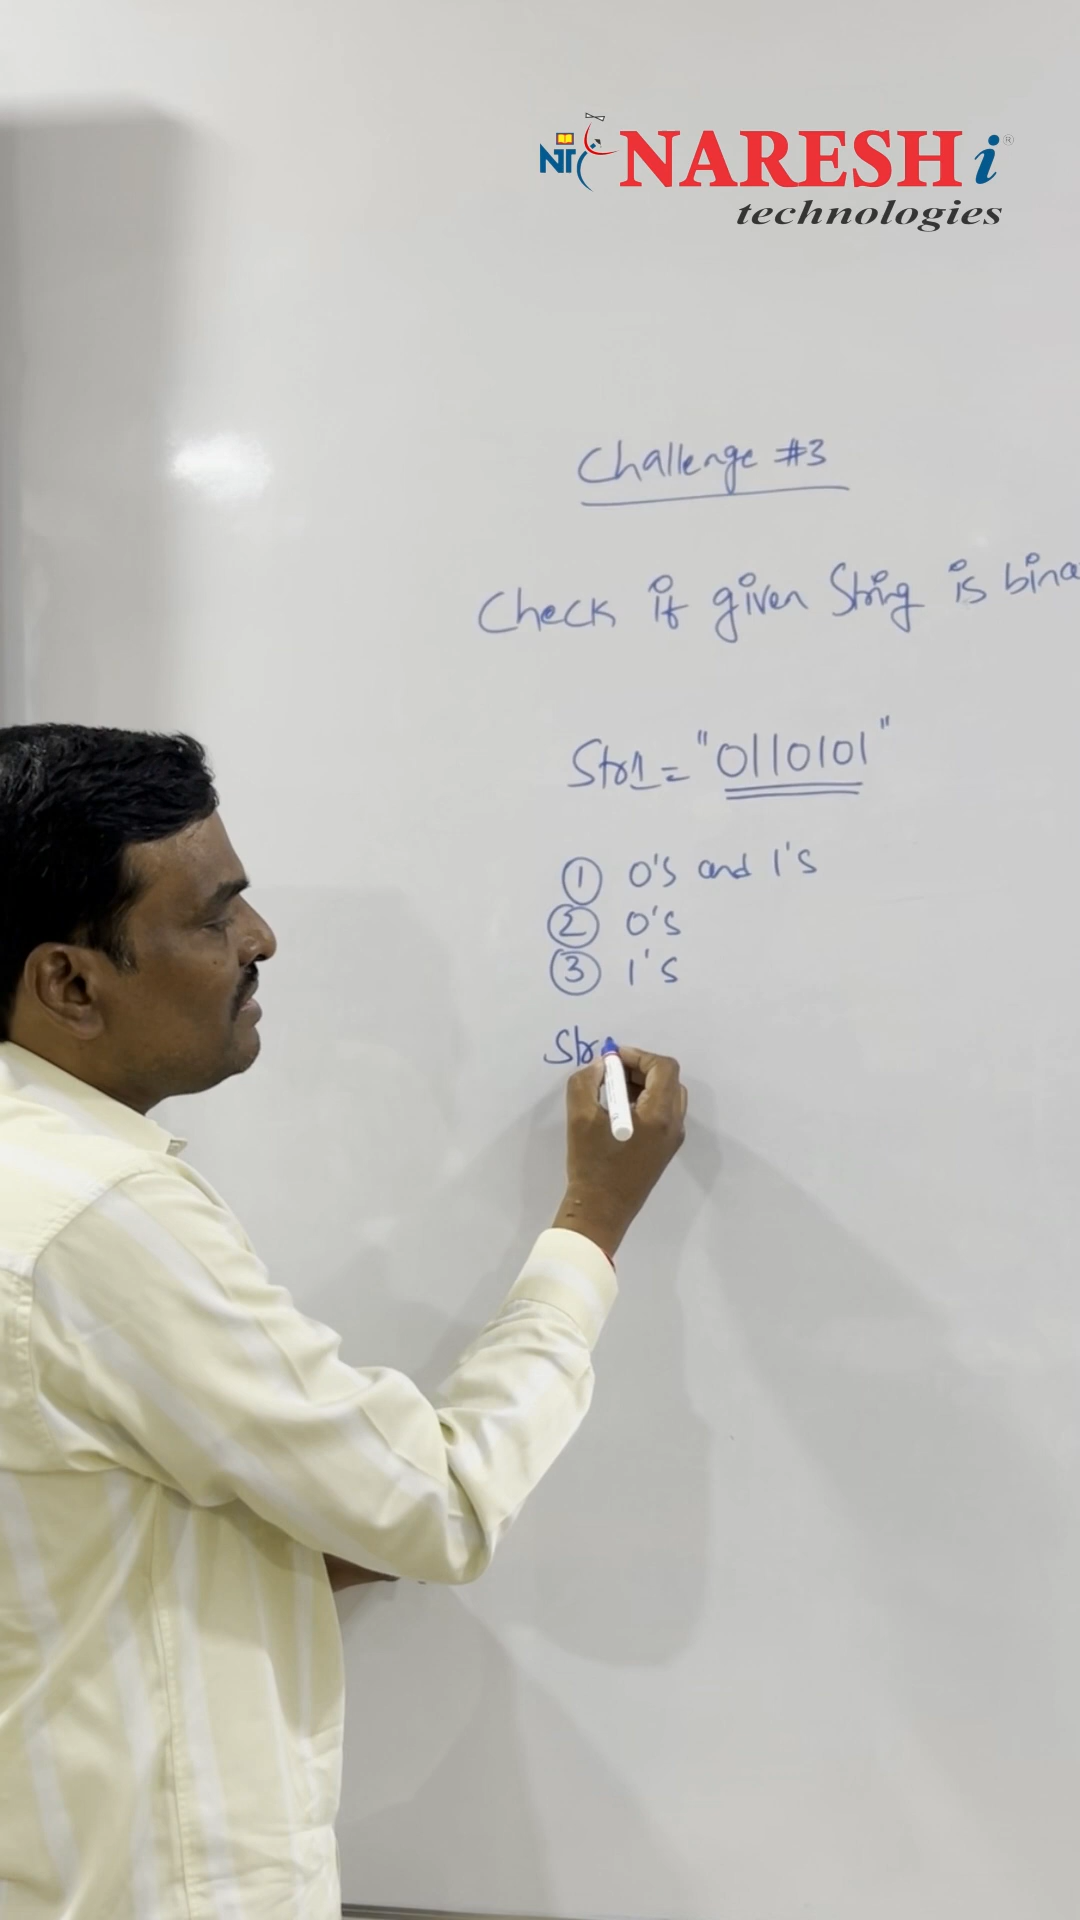 NT NARESH i ®
technologies
Challenge #3
Check if given String is bina
Str1 = "0110101"
① 0's and 1's
② 0's
③ 1's
Str